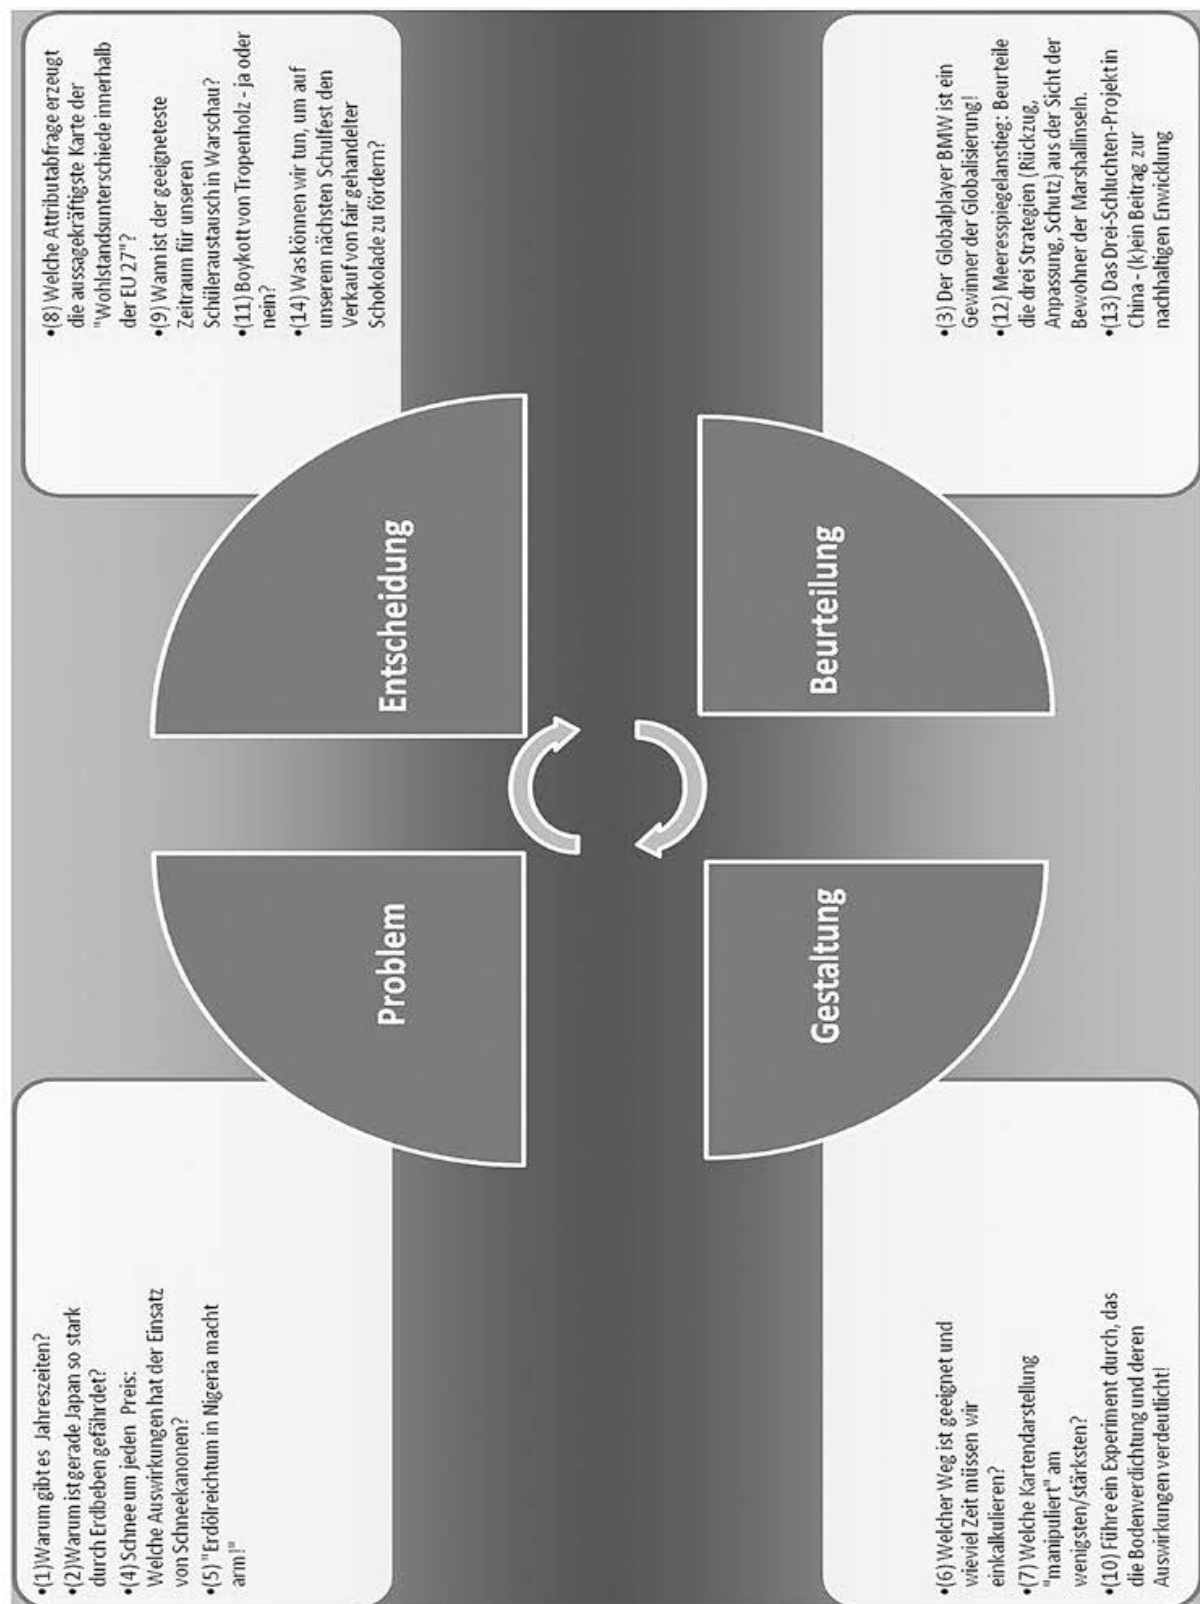 •(1)Warum gibt es Jahreszeiten?
•(2)Warum ist gerade Japan so stark
durch Erdbeben gefährdet?
•(4) Schnee um jeden Preis:
Welche Auswirkungen hat der Einsatz
von Schneekanonen?
•(5) "Erdölreichtum in Nigeria macht
arm!"
Problem
•(8) Welche Attributabfrage erzeugt
die aussagekräftigste Karte der
"Wohlstandsunterschiede innerhalb
der EU 27"?
•(9) Wann ist der geeigneteste
Zeitraum für unseren
Schüleraustausch in Warschau?
•(11) Boykott von Tropenholz - ja oder
nein?
•(14) Was können wir tun, um auf
unserem nächsten Schulfest den
Verkauf von fair gehandelter
Schokolade zu fördern?
Entscheidung
Gestaltung
•(6) Welcher Weg ist geeignet und
wieviel Zeit müssen wir
einkalkulieren?
•(7) Welche Kartendarstellung
"manipuliert" am
wenigsten/stärksten?
•(10) Führe ein Experiment durch, das
die Bodenverdichtung und deren
Auswirkungen verdeutlicht!
Beurteilung
•(3) Der Globalplayer BMW ist ein
Gewinner der Globalisierung!
•(12) Meeresspiegelanstieg: Beurteile
die drei Strategien (Rückzug,
Anpassung, Schutz) aus der Sicht der
Bewohner der Marshallinseln.
•(13) Das Drei-Schluchten-Projekt in
China - (k)ein Beitrag zur
nachhaltigen Enwicklung